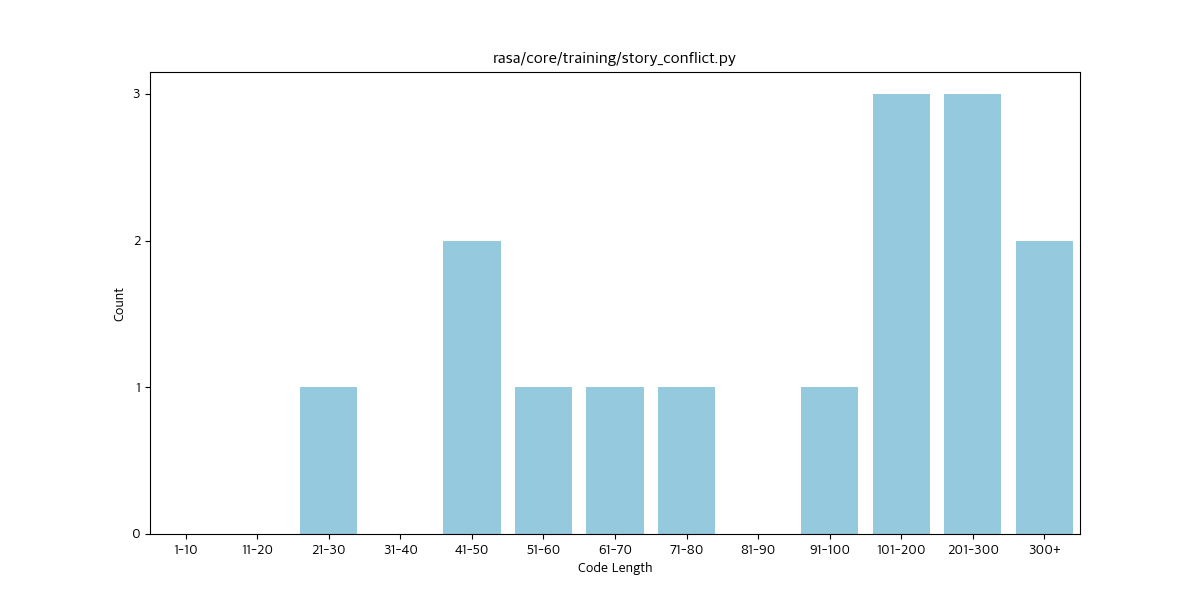 rasa/core/training/story_conflict.py
3
2
1
0
Count
1-10 11-20 21-30 31-40 41-50 51-60 61-70 71-80 81-90 91-100 101-200 201-300 300+
Code Length